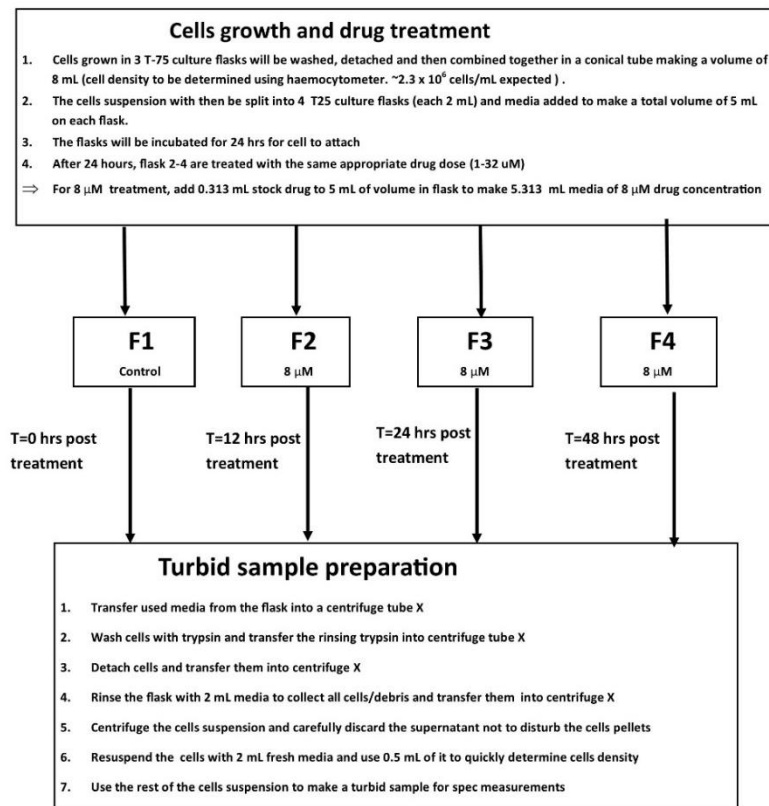 Cells growth and drug treatment
1. Cells grown in 3 T-75 culture flasks will be washed, detached and then combined together in a conical tube making a volume of
8 mL (cell density to be determined using haemocytometer. ~2.3 x 10⁶ cells/mL expected ) .
2. The cells suspension with then be split into 4 T25 culture flasks (each 2 mL) and media added to make a total volume of 5 mL
on each flask.
3. The flasks will be incubated for 24 hrs for cell to attach
4. After 24 hours, flask 2-4 are treated with the same appropriate drug dose (1-32 uM)
⇒ For 8 μM treatment, add 0.313 mL stock drug to 5 mL of volume in flask to make 5.313 mL media of 8 μM drug concentration
F1
Control
F2
8 μM
F3
8 μM
F4
8 μM
T=0 hrs post
treatment
T=12 hrs post
treatment
T=24 hrs post
treatment
T=48 hrs post
treatment
Turbid sample preparation
1. Transfer used media from the flask into a centrifuge tube X
2. Wash cells with trypsin and transfer the rinsing trypsin into centrifuge tube X
3. Detach cells and transfer them into centrifuge X
4. Rinse the flask with 2 mL media to collect all cells/debris and transfer them into centrifuge X
5. Centrifuge the cells suspension and carefully discard the supernatant not to disturb the cells pellets
6. Resuspend the cells with 2 mL fresh media and use 0.5 mL of it to quickly determine cells density
7. Use the rest of the cells suspension to make a turbid sample for spec measurements